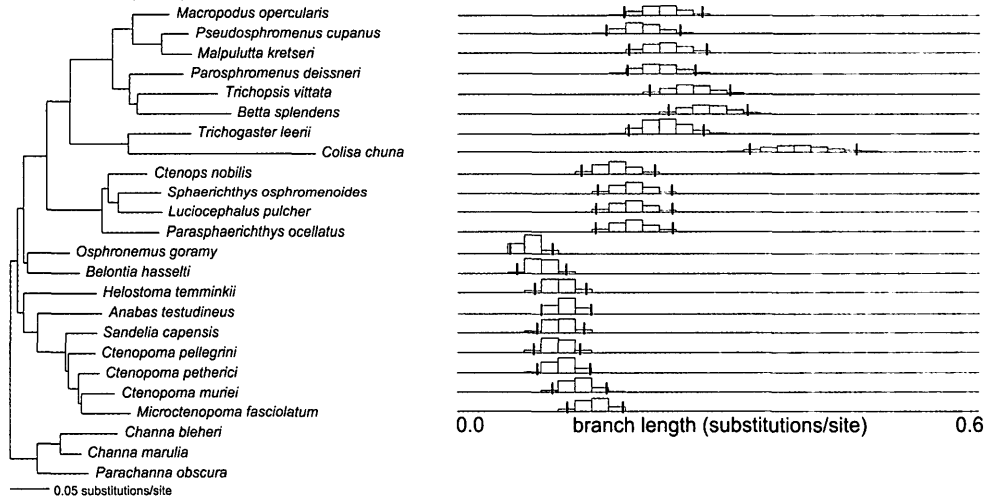 Macropodus opercularis
Pseudosphromenus cupanus
Malpulutta kretseri
Parosphromenus deissneri
Trichopsis vittata
Betta splendens
Trichogaster leerii
Colisa chuna
Ctenops nobilis
Sphaerichthys osphromenoides
Luciocephalus pulcher
Parasphaerichthys ocellatus
Osphronemus goramy
Belontia hasselti
Helostoma temminkii
Anabas testudineus
Sandelia capensis
Ctenopoma pellegrini
Ctenopoma petherici
Ctenopoma muriei
Microctenopoma fasciolatum
Channa bleheri
Channa marulia
Parachanna obscura
0.05 substitutions/site
0.0 branch length (substitutions/site) 0.6